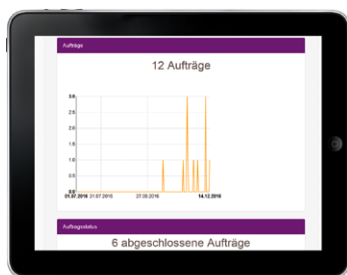 Aufträge
12 Aufträge
3.0
2.5
2.0
1.5
1.0
0.5
0.0
01.07.2016 31.07.2016 27.09.2016 14.12.2016
Auftragsstatus
6 abgeschlossene Aufträge